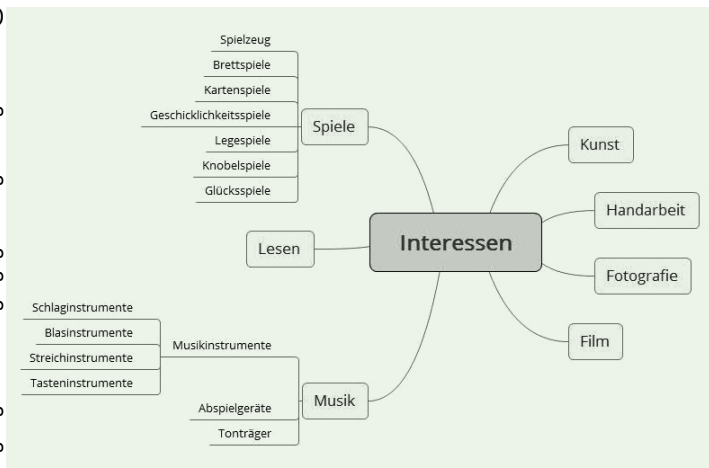 Spielzeug
Brettspiele
Kartenspiele
Geschicklichkeitsspiele
Legespiele
Knobelspiele
Glücksspiele
Spiele
Lesen
Interessen
Kunst
Handarbeit
Fotografie
Film
Schlaginstrumente
Blasinstrumente
Streichinstrumente
Tasteninstrumente
Musikinstrumente
Abspielgeräte
Tonträger
Musik